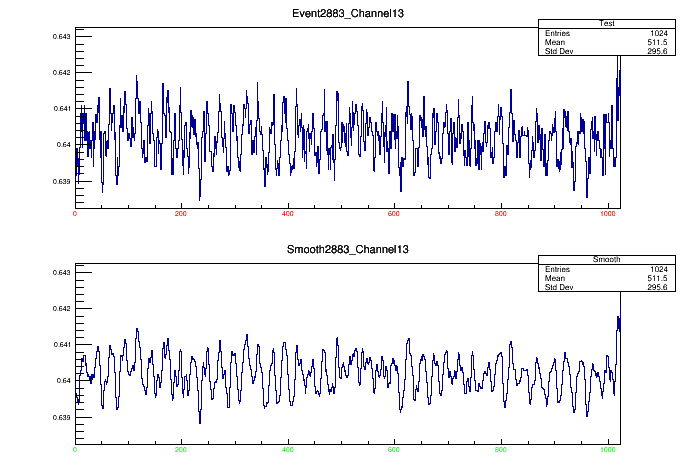 Event2883_Channel13
Test
Entries 1024
Mean 511.5
Std Dev 295.6
0.643
0.642
0.641
0.64
0.639
0 200 400 600 800 1000
Smooth2883_Channel13
Smooth
Entries 1024
Mean 511.5
Std Dev 295.6
0.643
0.642
0.641
0.64
0.639
0 200 400 600 800 1000